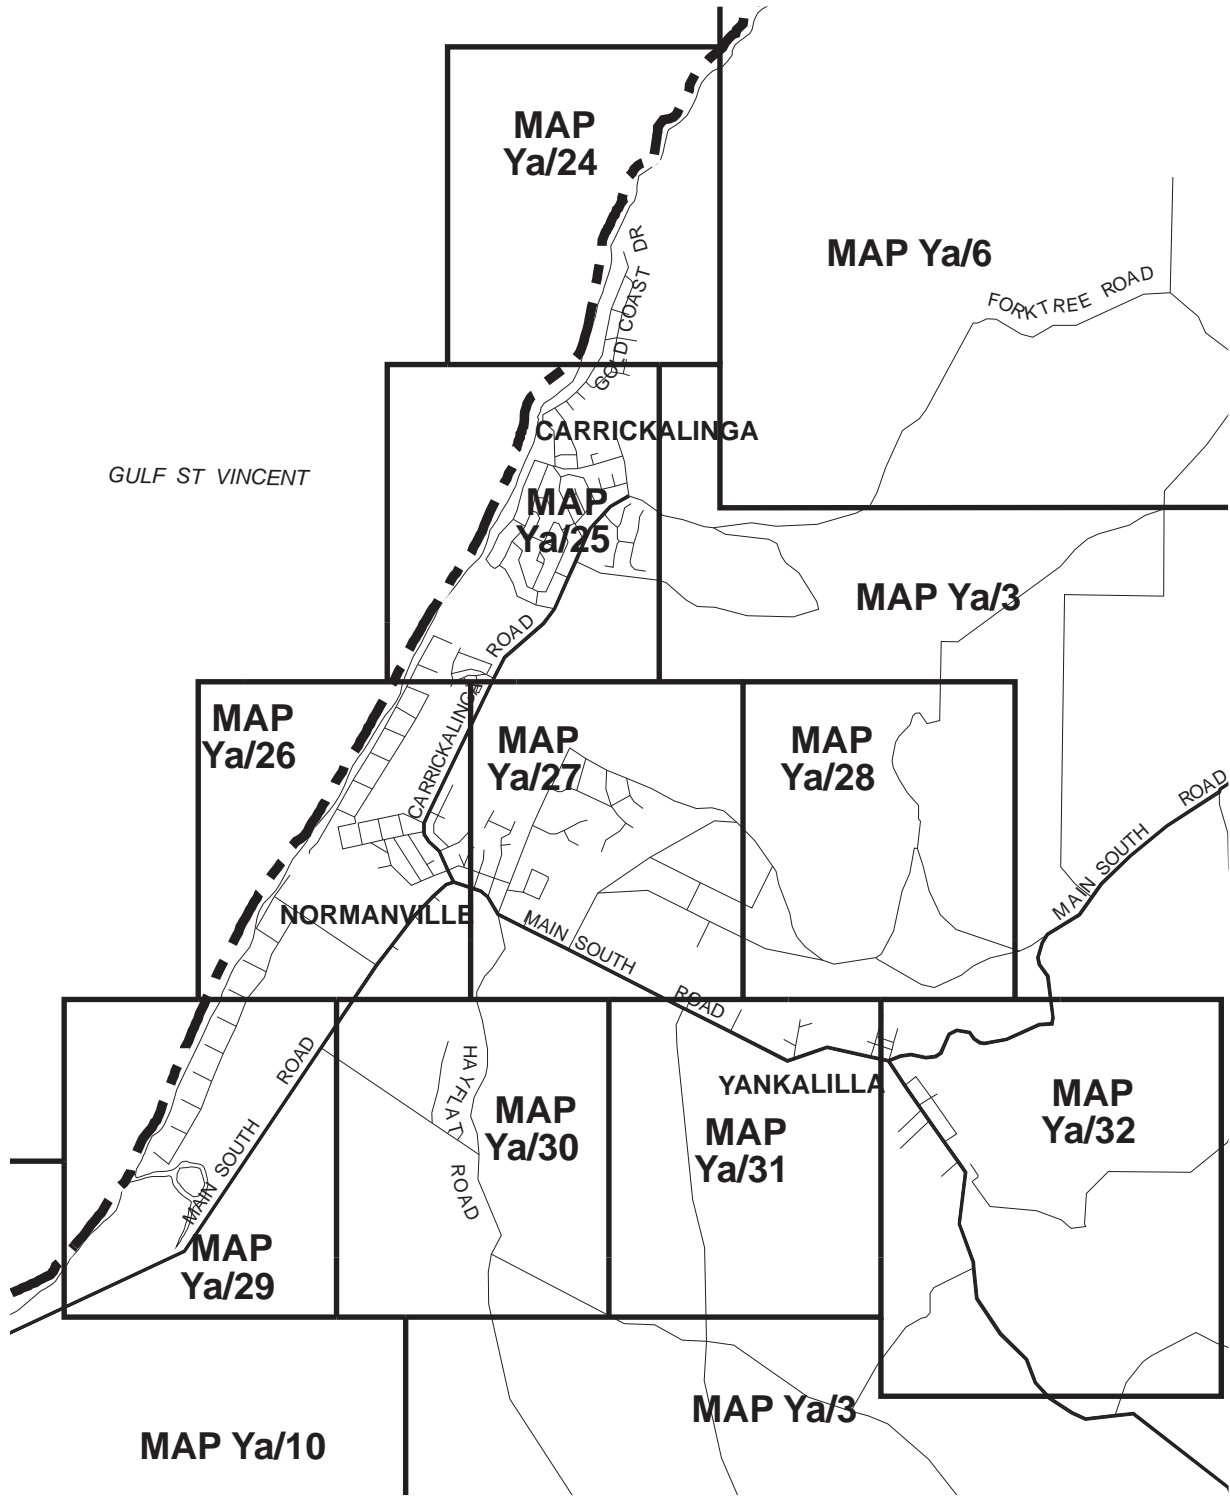 MAP
Ya/24
MAP Ya/6
FORKTREE ROAD
GOLD COAST DR
CARRICKALINGA
GULF ST VINCENT
MAP
Ya/25
MAP Ya/3
CARRICKALINGA ROAD
MAP
Ya/26
MAP
Ya/27
MAP
Ya/28
MAIN SOUTH ROAD
NORMANVILLE
MAIN SOUTH ROAD
YANKALILLA
MAIN SOUTH ROAD
HAYFLAT ROAD
MAP
Ya/29
MAP
Ya/30
MAP
Ya/31
MAP
Ya/32
MAP Ya/3
MAP Ya/10